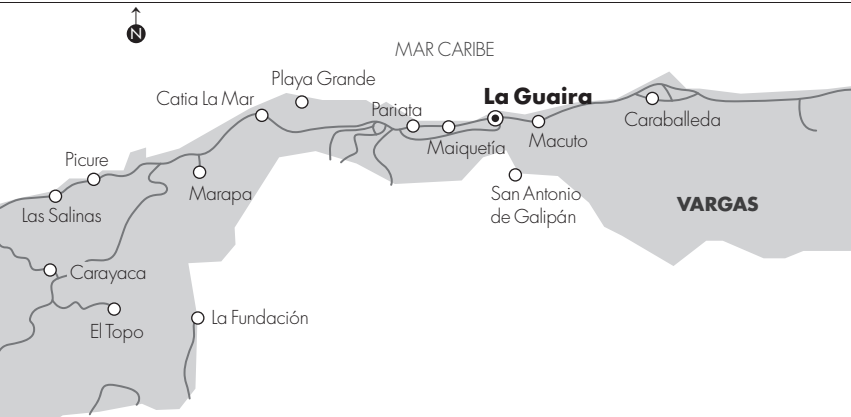 N
MAR CARIBE
Playa Grande
Catia La Mar
Pariata
La Guaira
Caraballeda
Macuto
Maiquetía
Picure
Marapa
San Antonio
de Galipán
VARGAS
Las Salinas
Carayaca
La Fundación
El Topo